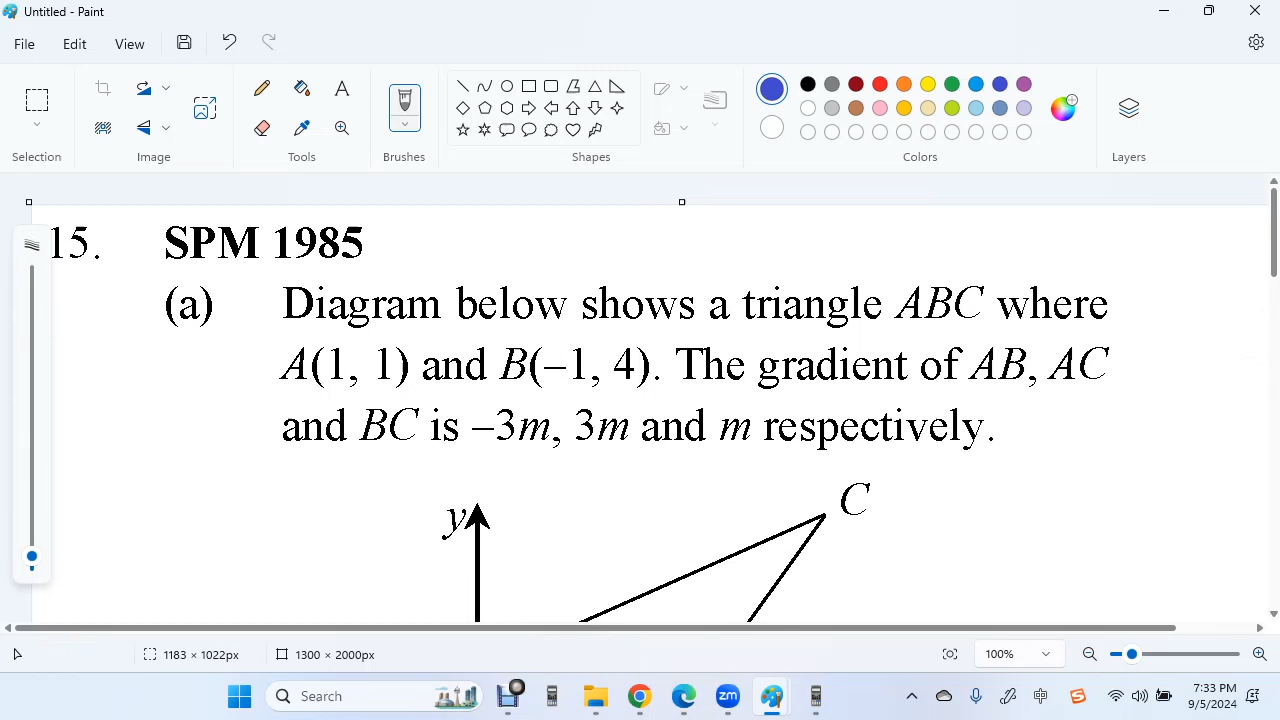 Untitled - Paint
File Edit View
Selection Image Tools Brushes Shapes Colors Layers
15. SPM 1985
(a) Diagram below shows a triangle ABC where
A(1, 1) and B(−1, 4). The gradient of AB, AC
and BC is −3m, 3m and m respectively.
C
y
1183 × 1022px 1300 × 2000px 100%
Search zm 中 S 7:33 PM
9/5/2024